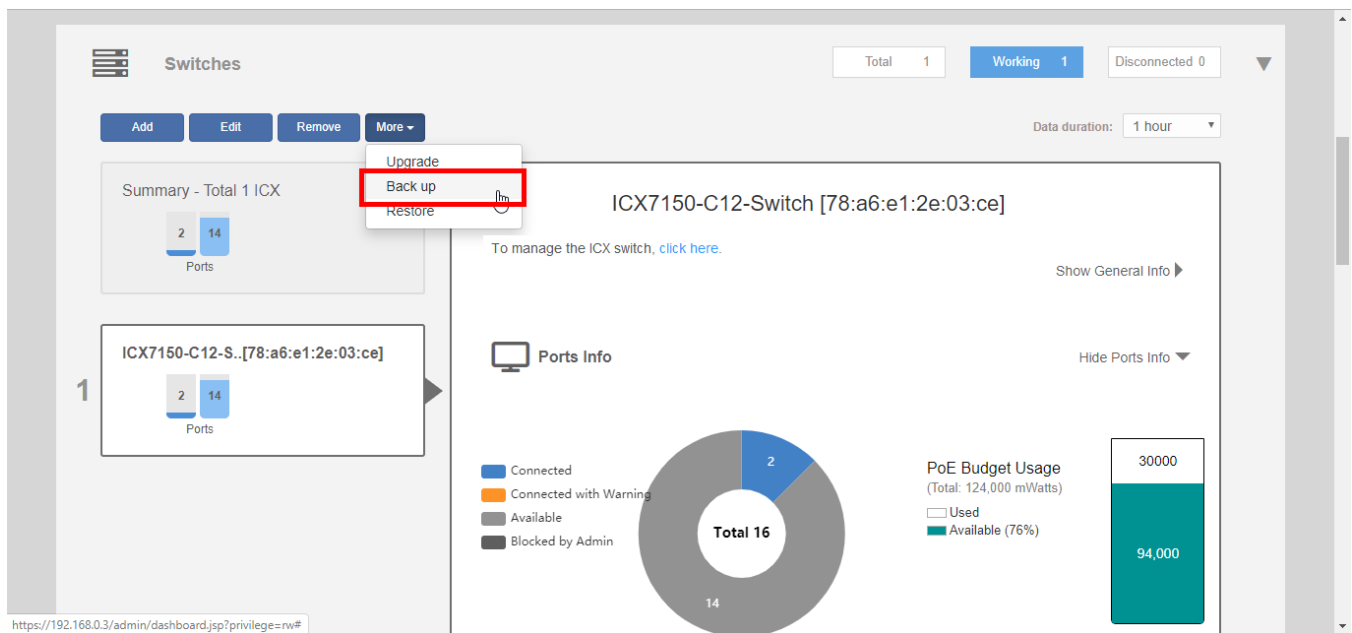 Switches
Total 1
Working 1
Disconnected 0
Add
Edit
Remove
More
Data duration: 1 hour
Upgrade
Back up
Restore
Summary - Total 1 ICX
2 14
Ports
ICX7150-C12-Switch [78:a6:e1:2e:03:ce]
To manage the ICX switch, click here.
Show General Info
1
ICX7150-C12-S..[78:a6:e1:2e:03:ce]
2 14
Ports
Ports Info
Hide Ports Info
Connected
Connected with Warning
Available
Blocked by Admin
2
Total 16
14
PoE Budget Usage
(Total: 124,000 mWatts)
Used
Available (76%)
30000
94,000
https://192.168.0.3/admin/dashboard.jsp?privilege=rw#